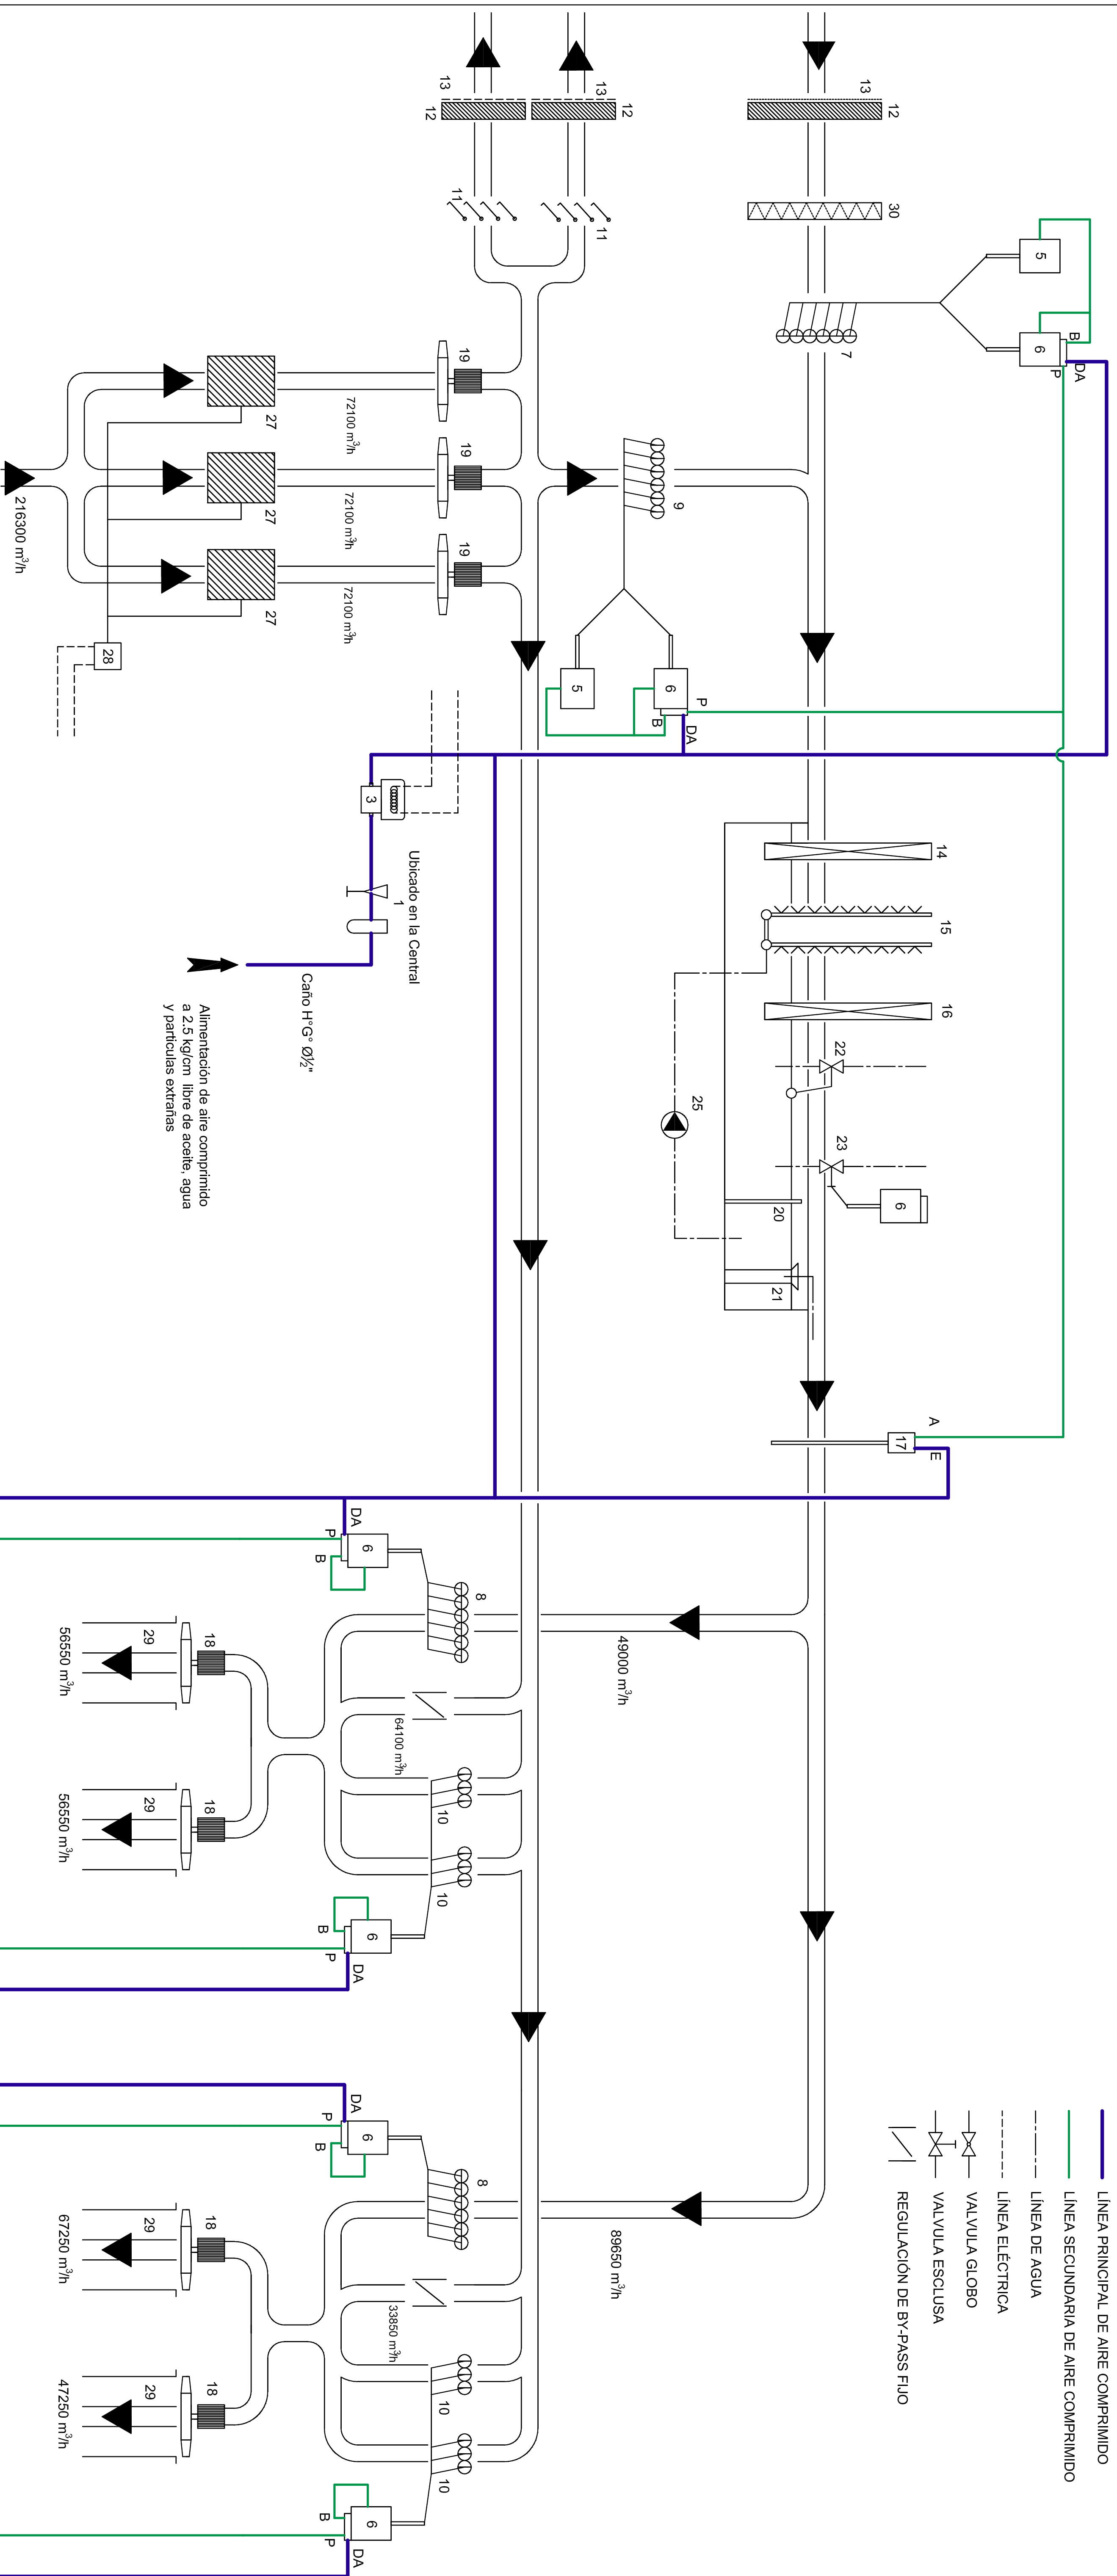 LÍNEA PRINCIPAL DE AIRE COMPRIMIDO
LÍNEA SECUNDARIA DE AIRE COMPRIMIDO
LÍNEA DE AGUA
LÍNEA ELÉCTRICA
VALVULA GLOBO
VALVULA ESCLUSA
REGULACIÓN DE BY-PASS FIJO
5
6
B
DA
P
13
12
30
7
14
15
16
22
23
6
20
21
25
A
17
E
13
12
11
13
12
11
9
5
6
P
B
DA
49000 m³/h
89650 m³/h
19
19
19
72100 m³/h
72100 m³/h
72100 m³/h
27
27
27
28
216300 m³/h
3
1
Ubicado en la Central
Caño H°G° Ø½"
Alimentación de aire comprimido
a 2.5 kg/cm libre de aceite, agua
y particulas extrañas
DA
P
B
6
8
64100 m³/h
10
10
6
B
P
DA
18
18
29
29
56550 m³/h
56550 m³/h
DA
P
B
6
8
33850 m³/h
10
10
6
B
P
DA
18
18
29
29
67250 m³/h
47250 m³/h